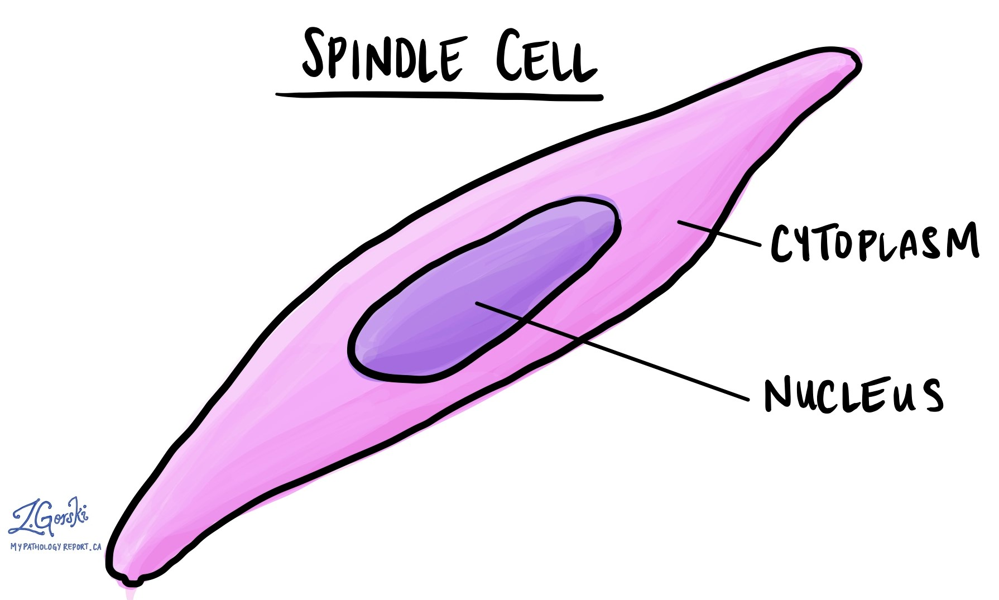 SPINDLE CELL
CYTOPLASM
NUCLEUS
Z.Gorski
MYPATHOLOGYREPORT.CA